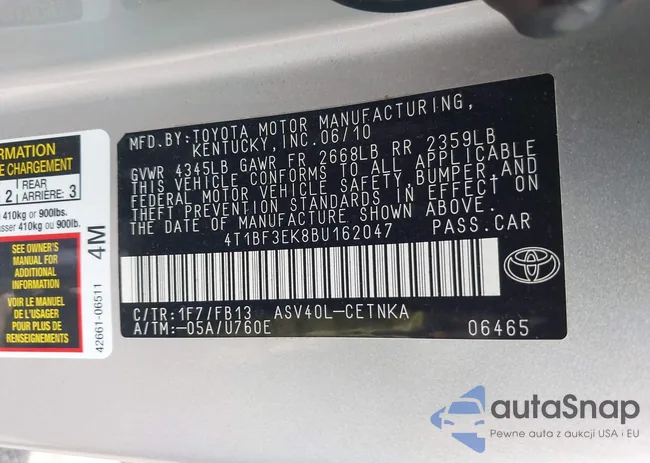 ORMATION
E CHARGEMENT
2 REAR ARRIÈRE: 3
410kg or 900lbs.
asser 410kg ou 900lb.
SEE OWNER'S
MANUAL FOR
ADDITIONAL
INFORMATION
Voir le Manuel
de L'usager
pour plus de
renseignements
4M
42661-06511
MFD.BY:TOYOTA MOTOR MANUFACTURING,
KENTUCKY, INC.06/10
GVWR 4345LB GAWR FR 2668LB RR 2359LB
THIS VEHICLE CONFORMS TO ALL APPLICABLE
FEDERAL MOTOR VEHICLE SAFETY, BUMPER, AND
THEFT PREVENTION STANDARDS IN EFFECT ON
THE DATE OF MANUFACTURE SHOWN ABOVE.
4T1BF3EK8BU162047 PASS.CAR
C/TR:1F7/FB13 ASV40L-CETNKA
A/TM:-05A/U760E 06465
autaSnap
Pewne auta z aukcji USA i EU